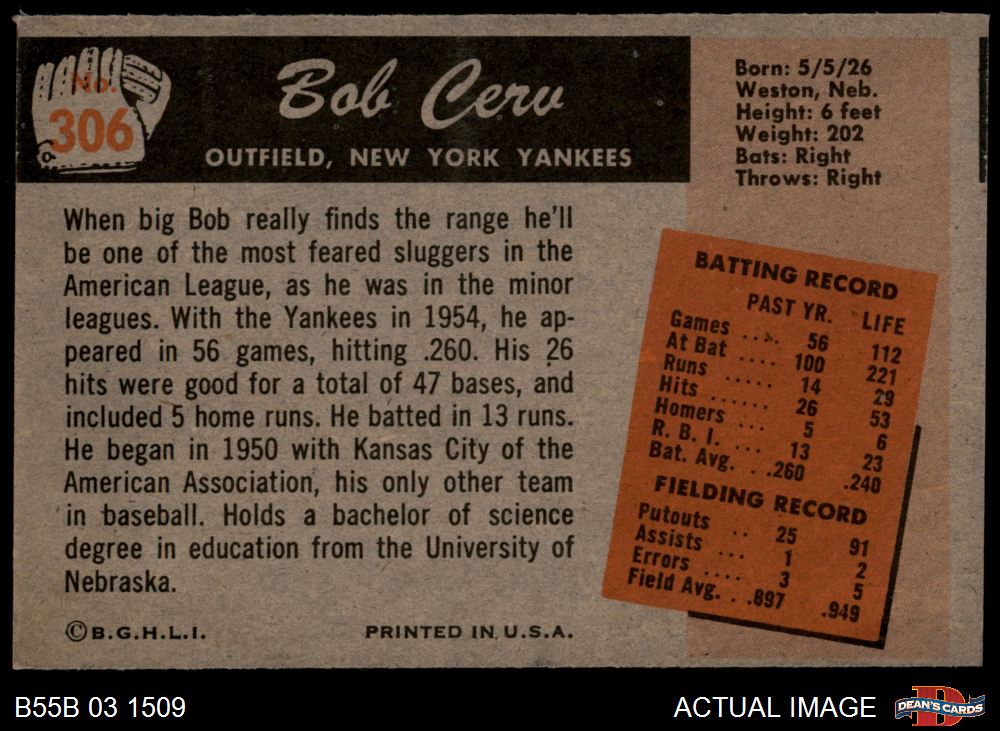 No.
306
Bob Cerv
OUTFIELD, NEW YORK YANKEES
Born: 5/5/26
Weston, Neb.
Height: 6 feet
Weight: 202
Bats: Right
Throws: Right
When big Bob really finds the range he'll
be one of the most feared sluggers in the
American League, as he was in the minor
leagues. With the Yankees in 1954, he ap-
peared in 56 games, hitting .260. His 26
hits were good for a total of 47 bases, and
included 5 home runs. He batted in 13 runs.
He began in 1950 with Kansas City of the
American Association, his only other team
in baseball. Holds a bachelor of science
degree in education from the University of
Nebraska.
©B.G.H.L.I.
PRINTED IN U.S.A.
BATTING RECORD
PAST YR. LIFE
Games .... 56 112
At Bat .... 100 221
Runs ..... 14 29
Hits ...... 26 53
Homers ... 5 6
R. B. I. ... 13 23
Bat. Avg. . .260 .240
FIELDING RECORD
Putouts .. 25 91
Assists ... 1 2
Errors .... 3 5
Field Avg. . .897 .949
B55B 03 1509
ACTUAL IMAGE
DEAN'S CARDS